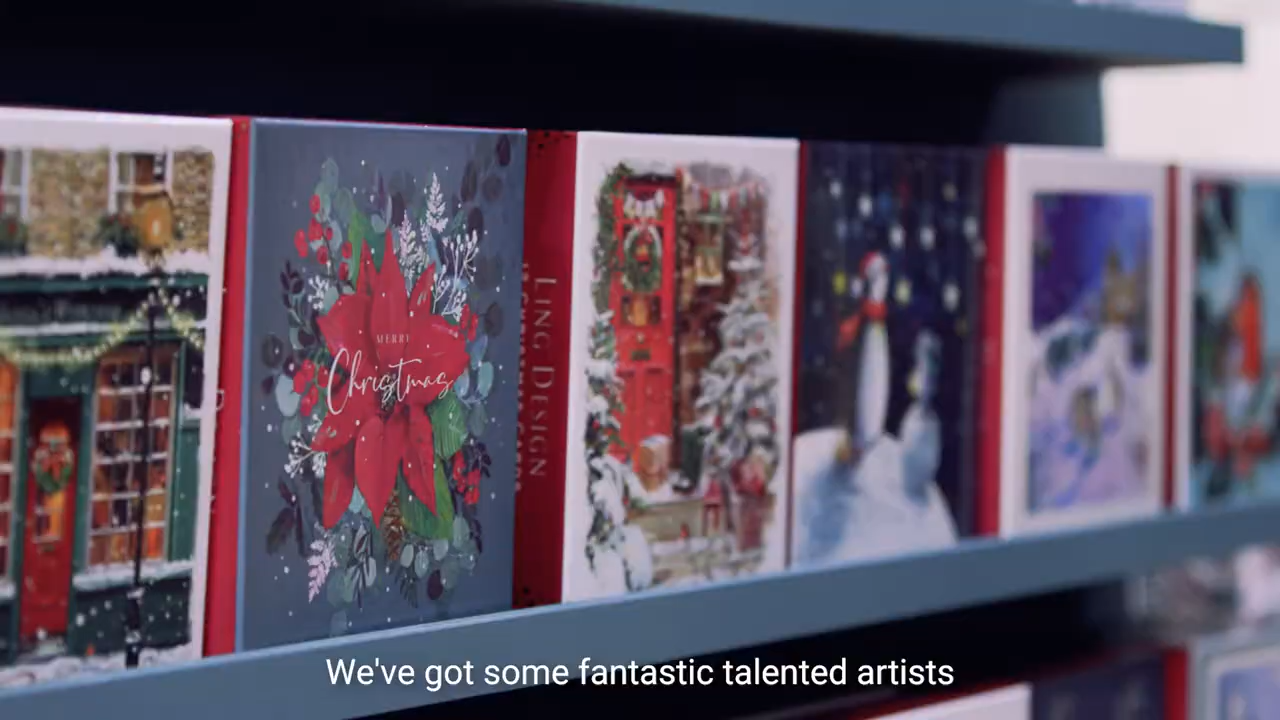 MERRY
Christmas
LING DESIGN
We've got some fantastic talented artists